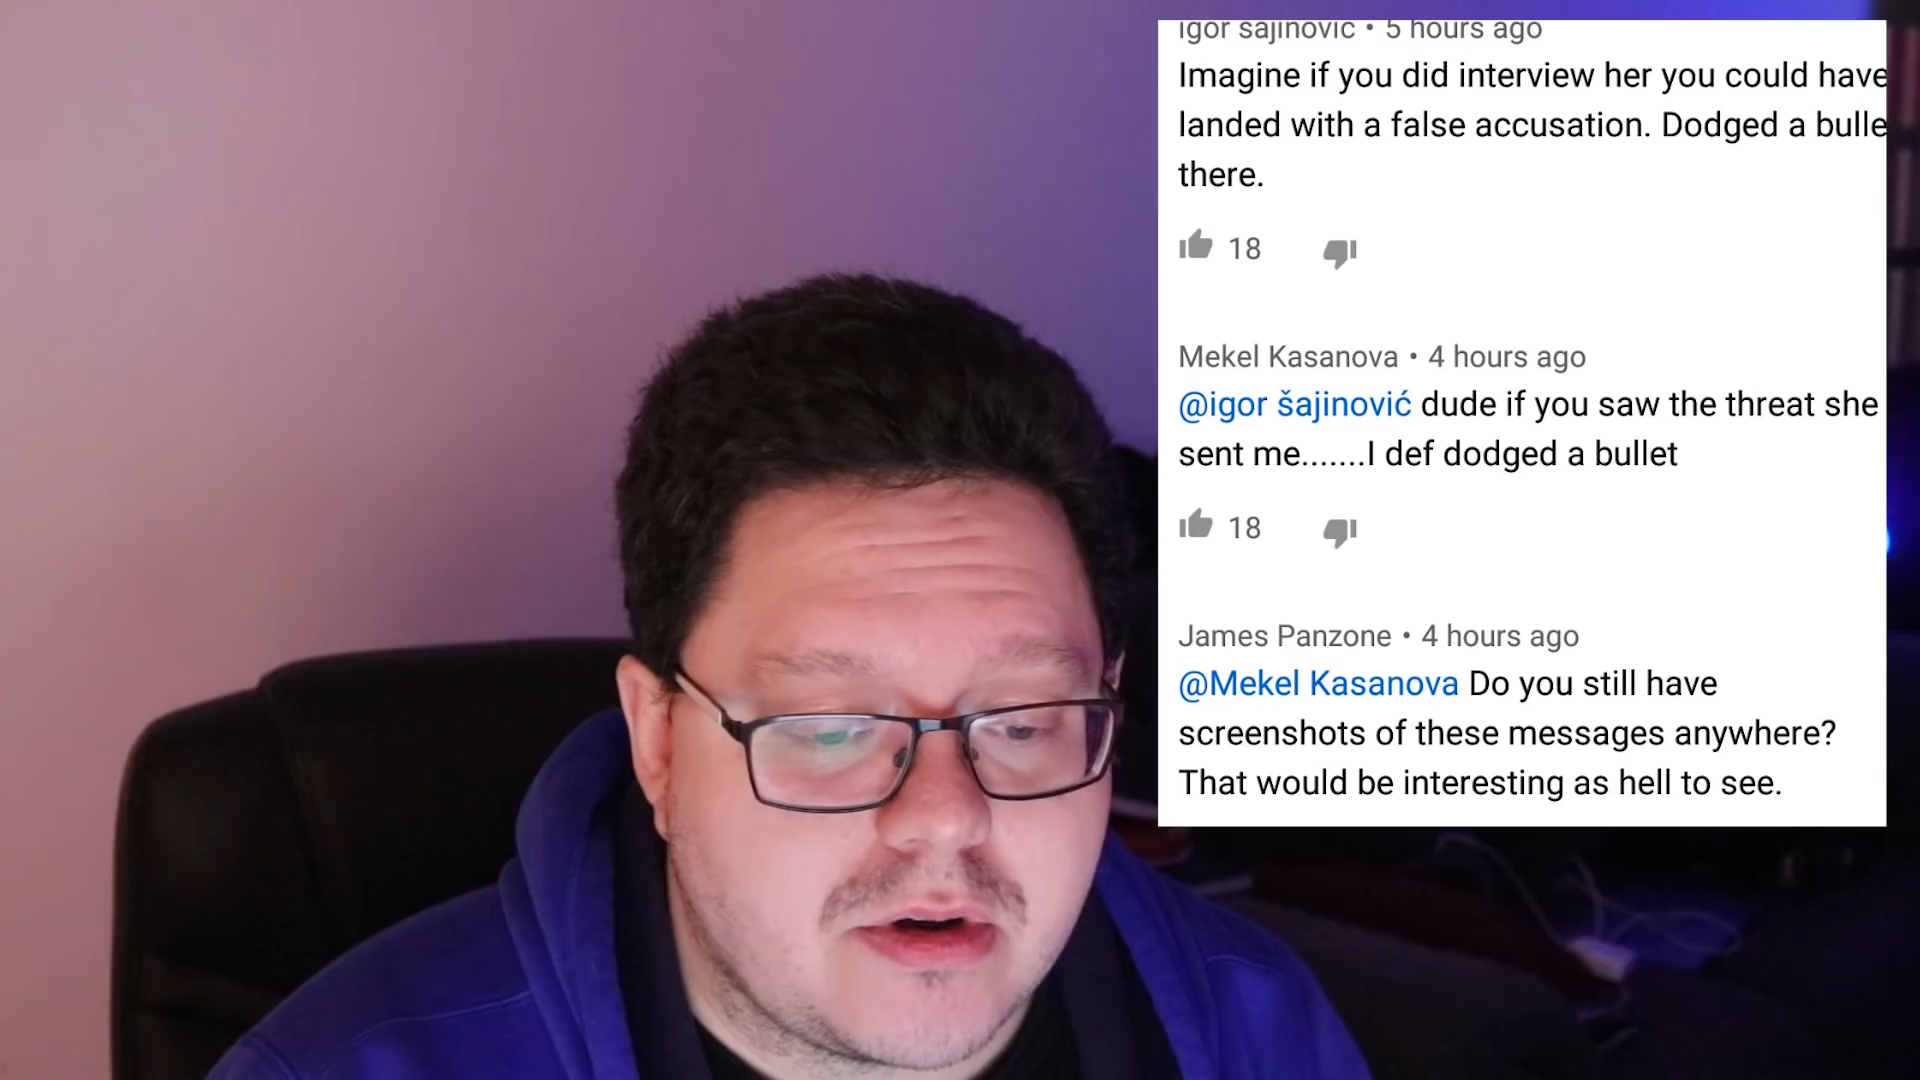 igor šajinović • 5 hours ago
Imagine if you did interview her you could have
landed with a false accusation. Dodged a bulle
there.
18
Mekel Kasanova • 4 hours ago
@igor šajinović dude if you saw the threat she
sent me.......I def dodged a bullet
18
James Panzone • 4 hours ago
@Mekel Kasanova Do you still have
screenshots of these messages anywhere?
That would be interesting as hell to see.